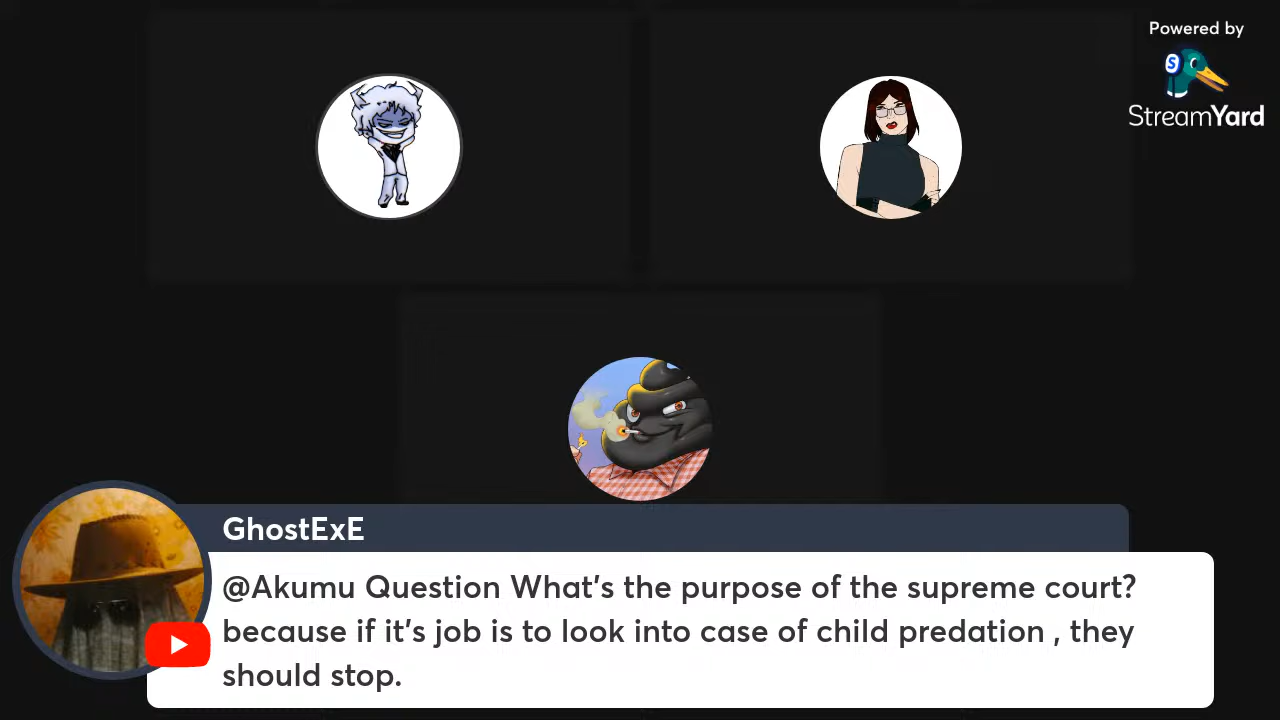 Powered by
S
StreamYard
GhostExE
@Akumu Question What's the purpose of the supreme court?
because if it's job is to look into case of child predation , they
should stop.